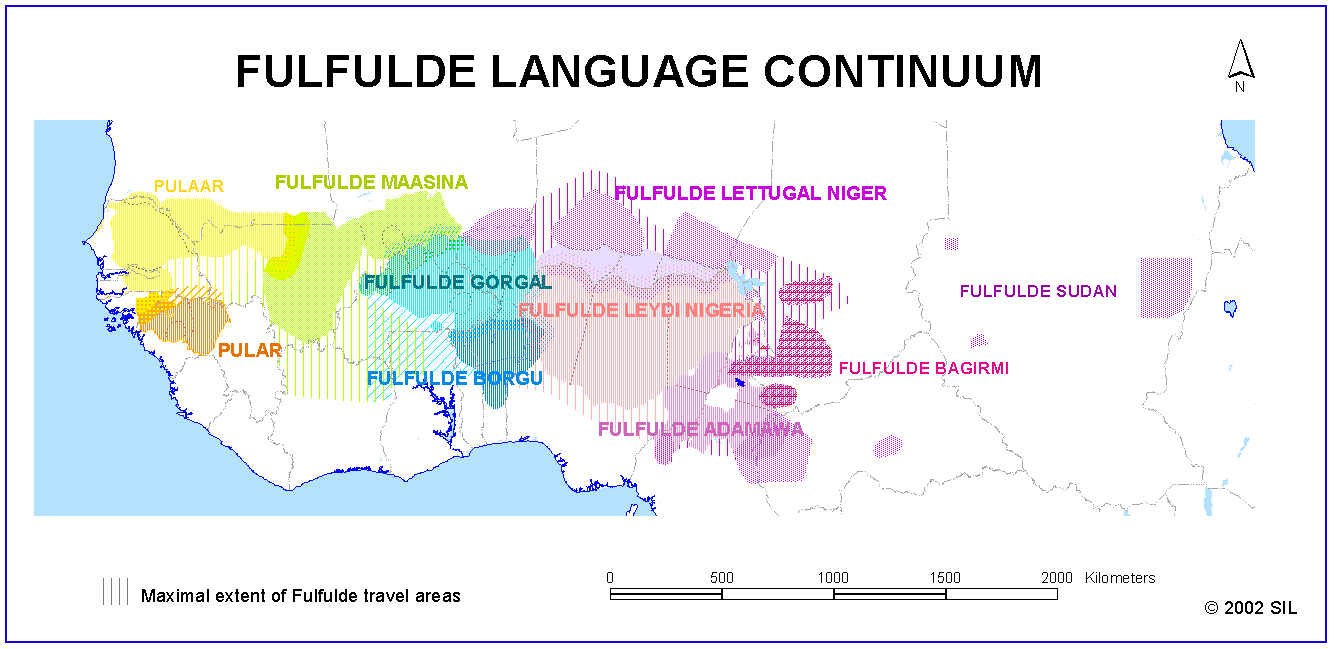 FULFULDE LANGUAGE CONTINUUM
N
PULAAR
FULFULDE MAASINA
FULFULDE LETTUGAL NIGER
FULFULDE GORGAL
FULFULDE SUDAN
FULFULDE LEYDI NIGERIA
PULAR
FULFULDE BAGIRMI
FULFULDE BORGU
FULFULDE ADAMAWA
0 500 1000 1500 2000 Kilometers
Maximal extent of Fulfulde travel areas
© 2002 SIL